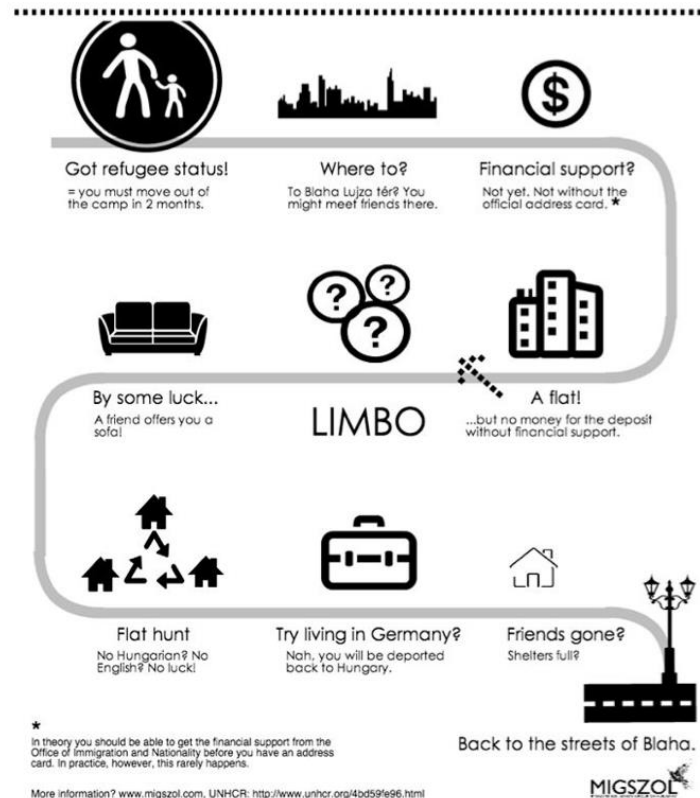 Got refugee status!
= you must move out of
the camp in 2 months.
Where to?
To Blaha Lujza tér? You
might meet friends there.
$
Financial support?
Not yet. Not without the
official address card. *
? ? ?
A flat!
...but no money for the deposit
without financial support.
LIMBO
By some luck...
A friend offers you a
sofa!
Flat hunt
No Hungarian? No
English? No luck!
Try living in Germany?
Nah, you will be deported
back to Hungary.
Friends gone?
Shelters full?
Back to the streets of Blaha.
*
In theory you should be able to get the financial support from the
Office of Immigration and Nationality before you have an address
card. In practice, however, this rarely happens.
More information? www.migszol.com, UNHCR: http://www.unhcr.org/4bd59fe96.html
MIGSZOL